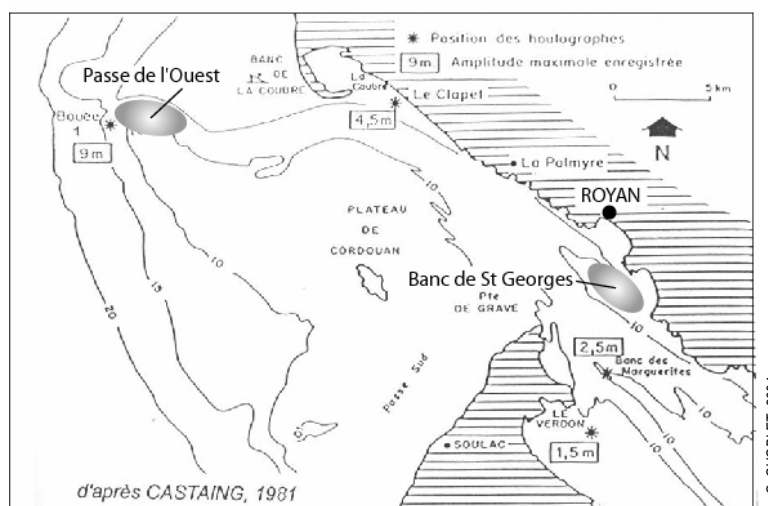 Position des houlographes
9m Amplitude maximale enregistrée
0 5 km
N
Passe de l'Ouest
BANC
DE
LA COUBRE
La
Coubre
Le Clapet
4,5m
Bouée
1
9m
La Palmyre
ROYAN
PLATEAU
DE
CORDOUAN
Banc de St Georges
Pte
DE GRAVE
2,5m
Banc des
Marguerites
Passe Sud
LE
VERDON
SOULAC
1,5m
20
15
10
10
10
10
10
d'après CASTAING, 1981